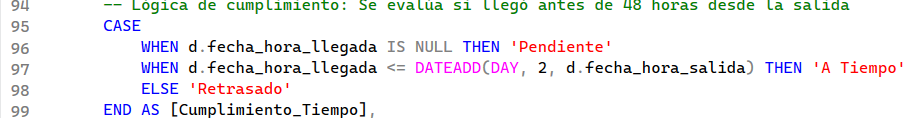 94 -- Lógica de cumplimiento: Se evalúa si llegó antes de 48 horas desde la salida
95 CASE
96 WHEN d.fecha_hora_llegada IS NULL THEN 'Pendiente'
97 WHEN d.fecha_hora_llegada <= DATEADD(DAY, 2, d.fecha_hora_salida) THEN 'A Tiempo'
98 ELSE 'Retrasado'
99 END AS [Cumplimiento_Tiempo],